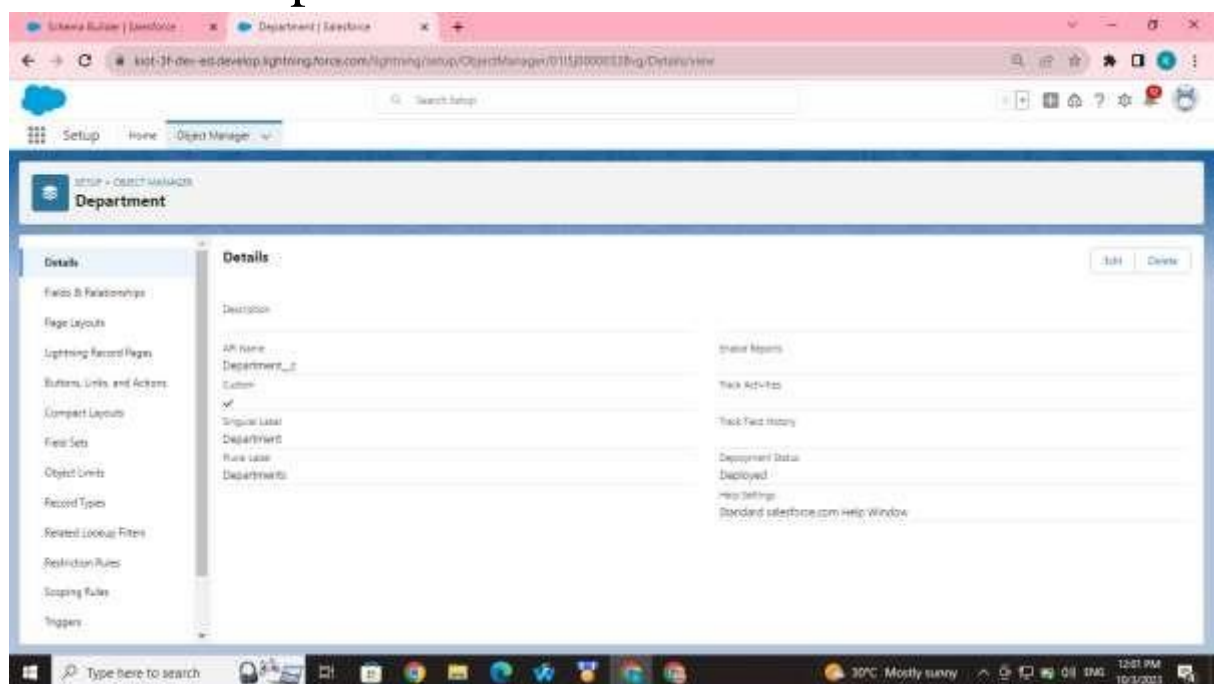 Schema Builder | Salesforce
Department | Salesforce
Search Setup
Setup
Home
Object Manager
SETUP > OBJECT MANAGER
Department
Details
Fields & Relationships
Page Layouts
Lightning Record Pages
Buttons, Links, and Actions
Compact Layouts
Field Sets
Object Limits
Record Types
Related Lookup Filters
Restriction Rules
Scoping Rules
Triggers
Details
Edit
Delete
Description
API Name
Department__c
Custom
Singular Label
Department
Plural Label
Departments
Enable Reports
Track Activities
Track Field History
Deployment Status
Deployed
Help Settings
Standard salesforce.com Help Window
Type here to search
30°C Mostly sunny
ENG
12:01 PM
10/3/2023